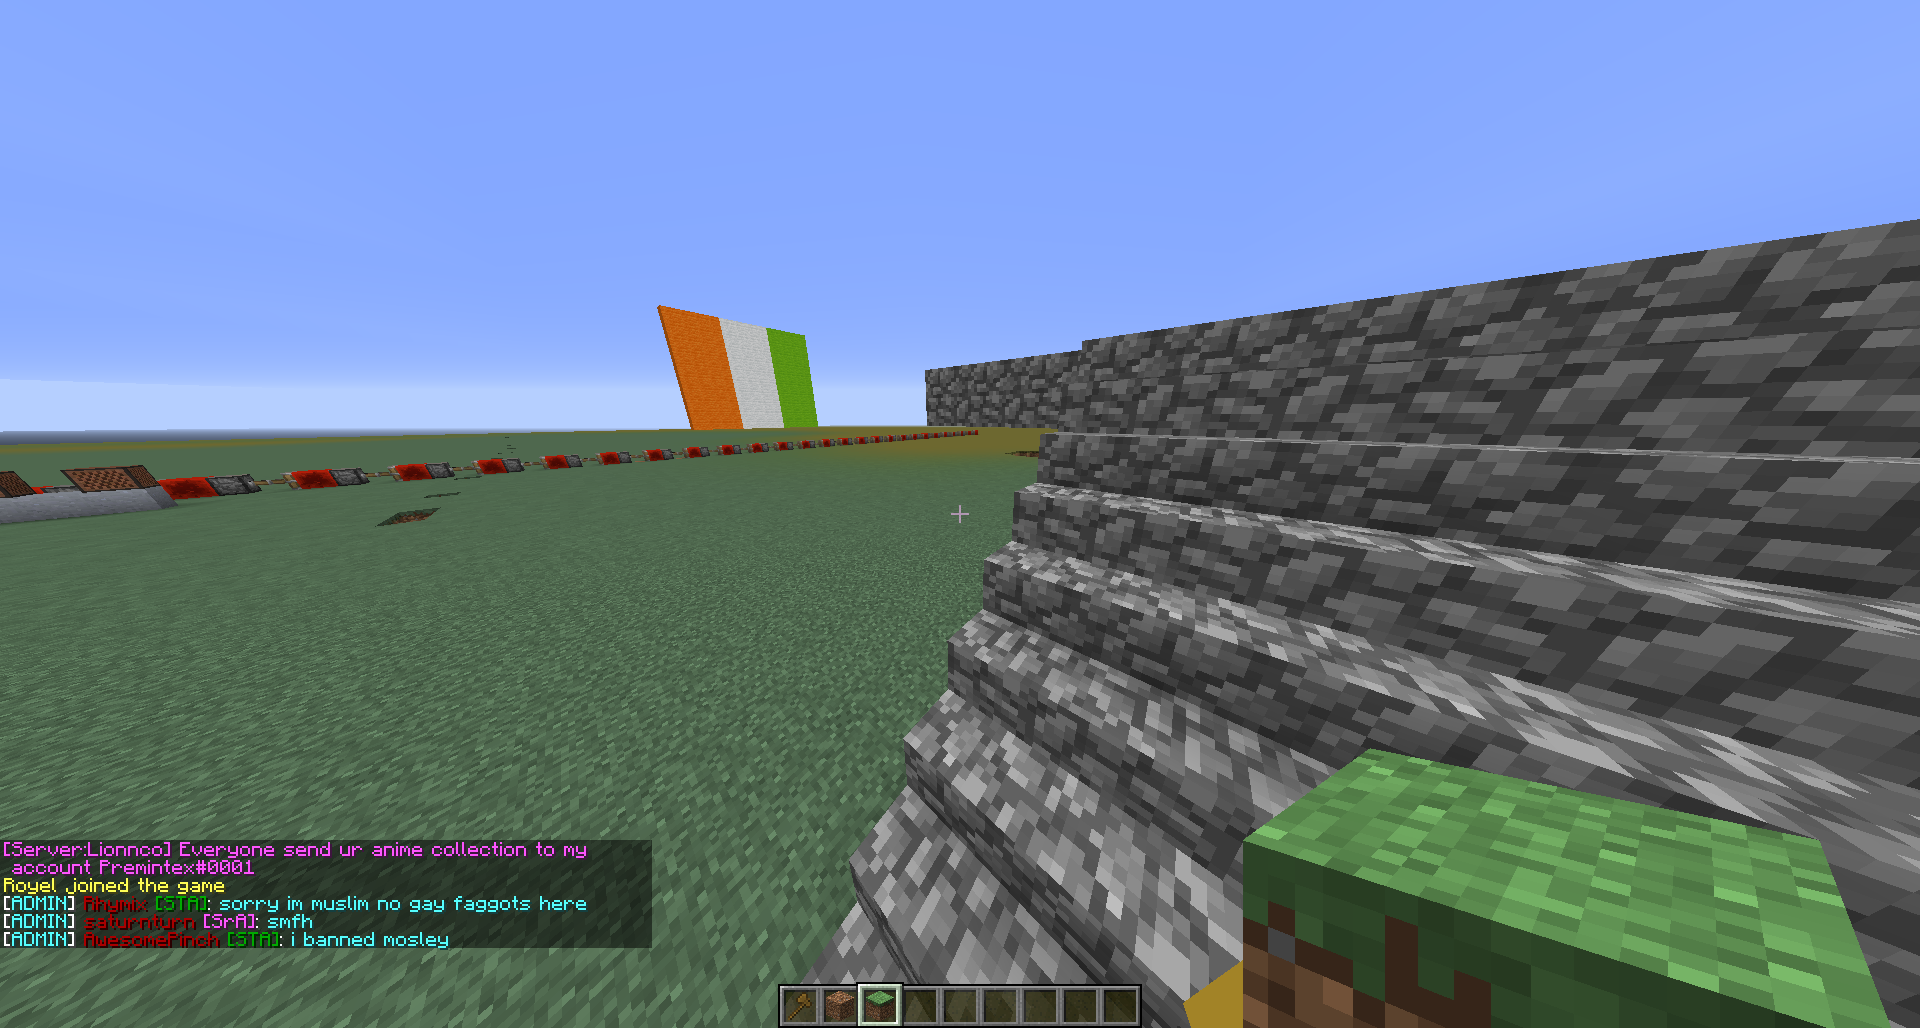 [Server:Lionnco] Everyone send ur anime collection to my
account Premintex#0001
Royel joined the game
[ADMIN] Rhymix [STA]: sorry im muslim no gay faggots here
[ADMIN] saturnturn [SrA]: smfh
[ADMIN] AwesomePinch [STA]: i banned mosley